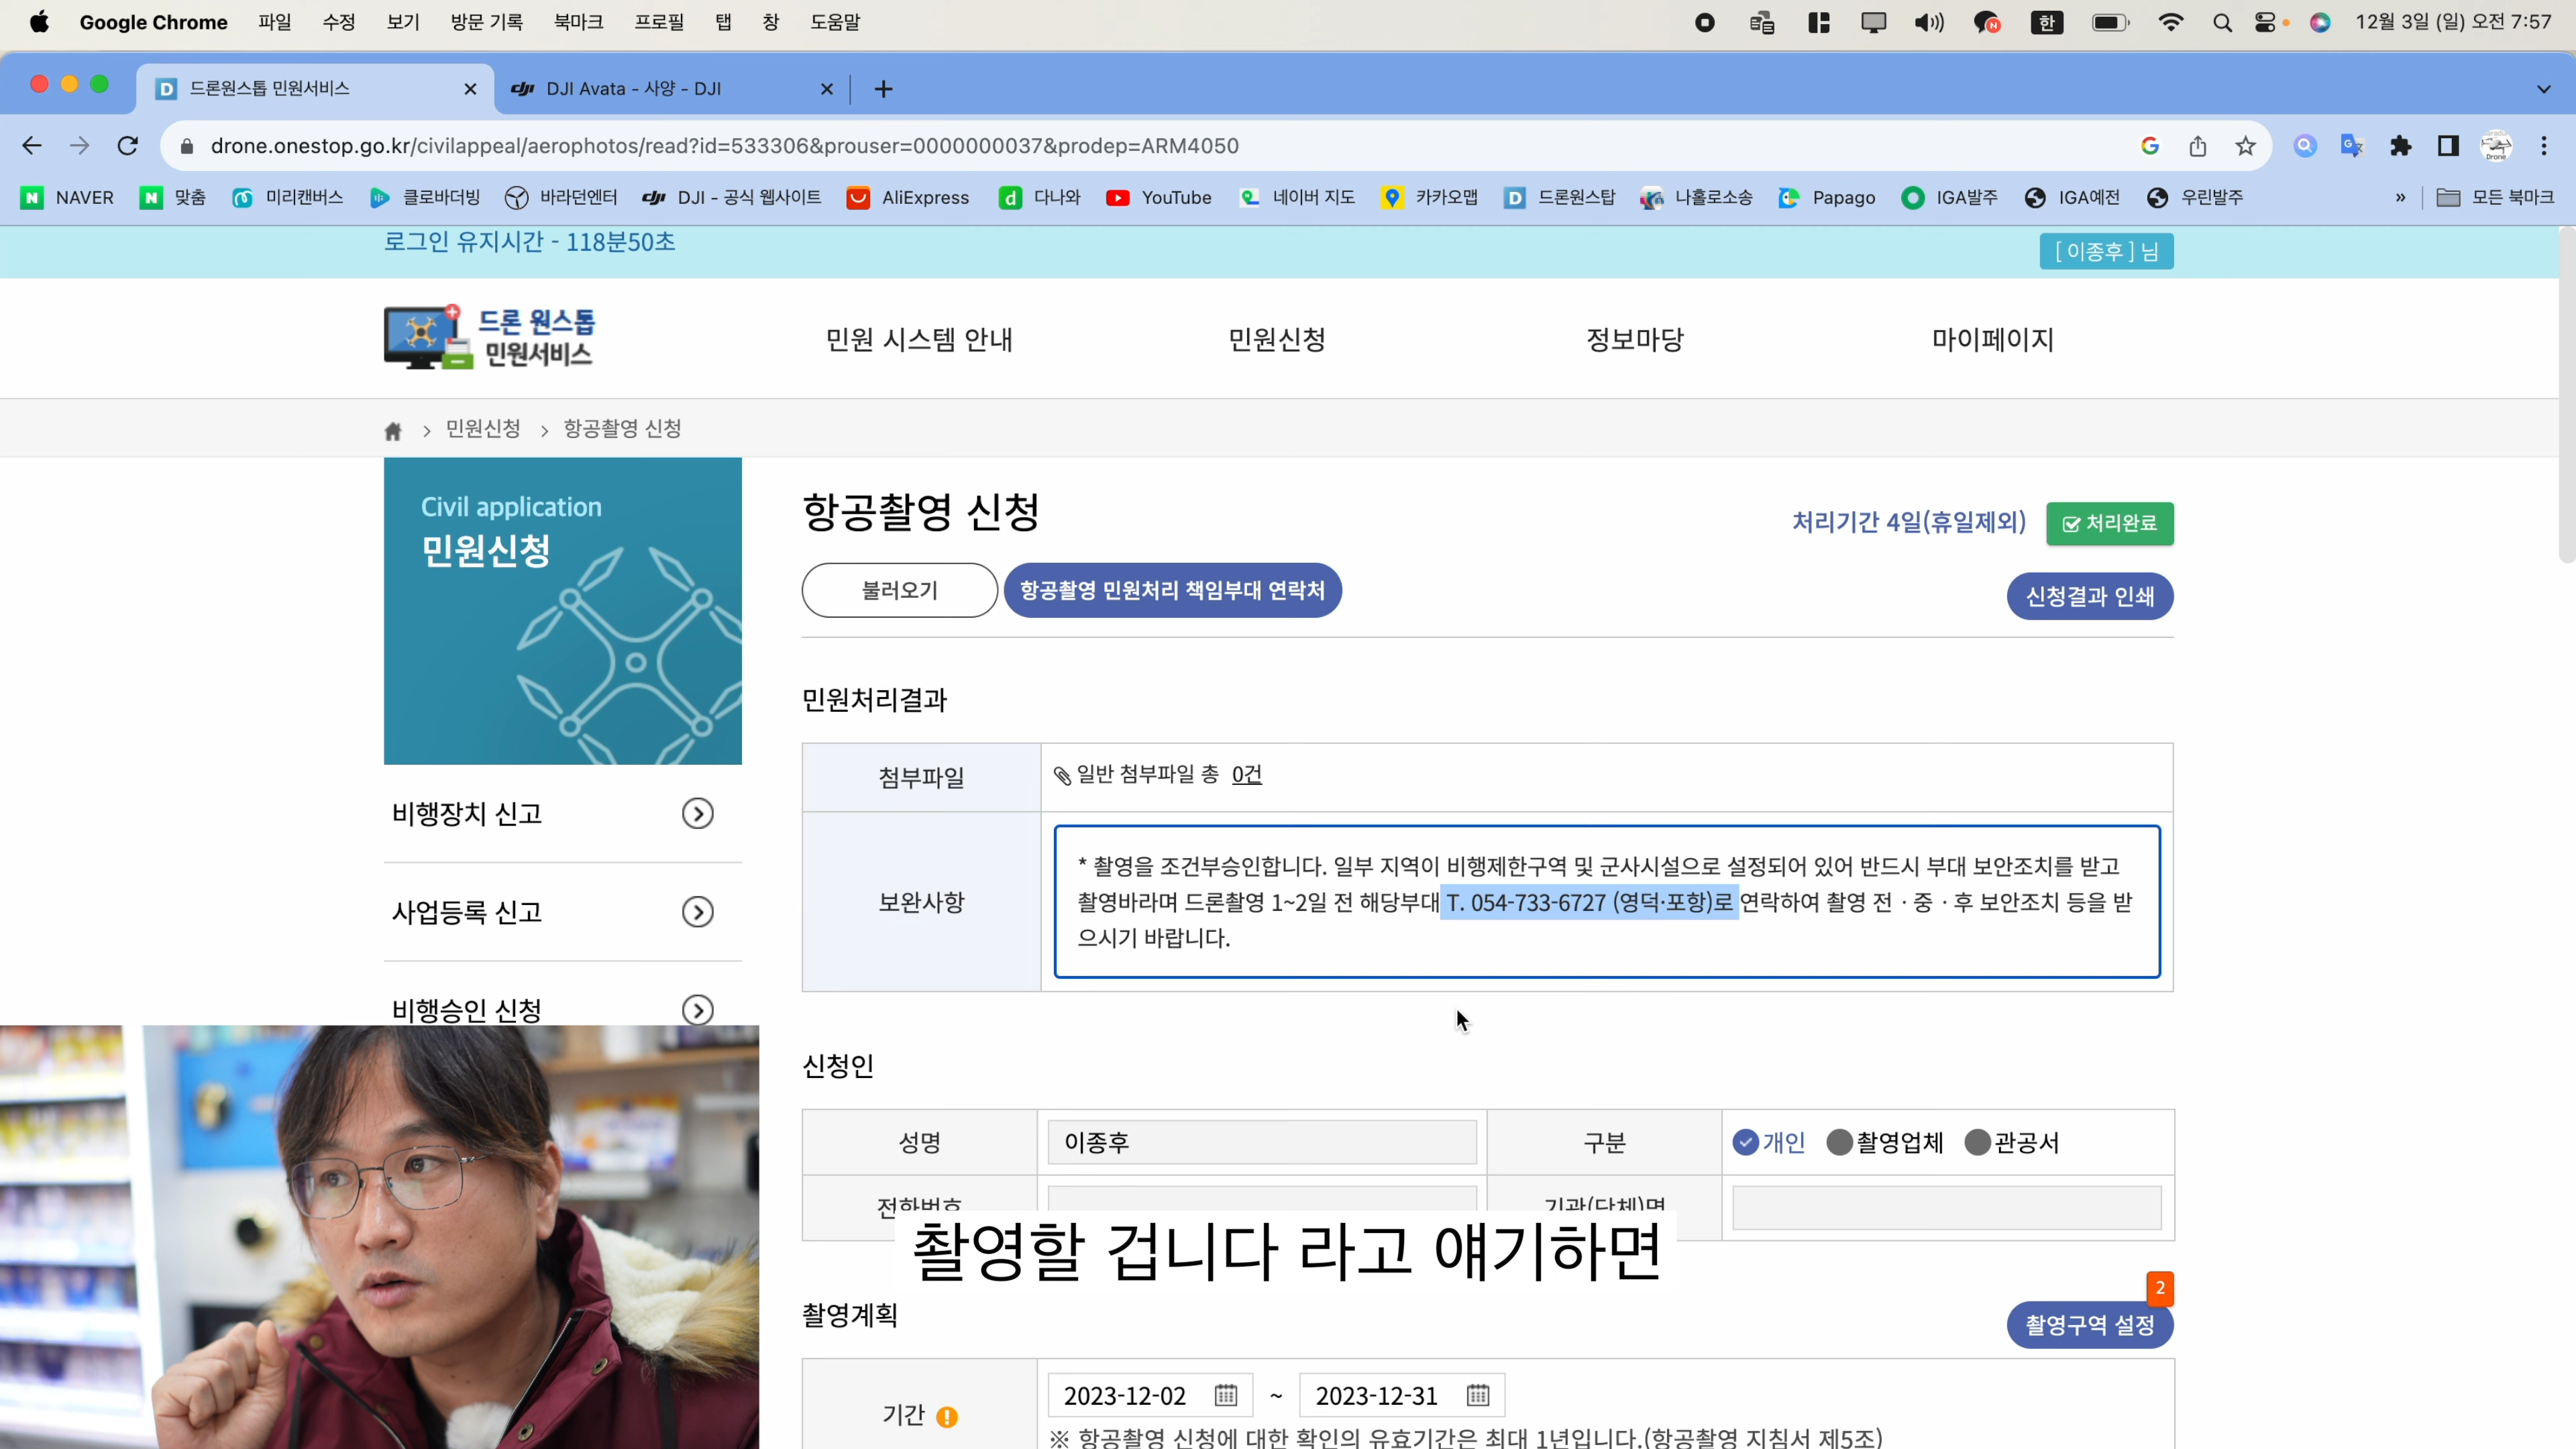 Google Chrome 파일 수정 보기 방문 기록 북마크 프로필 탭 창 도움말 한 12월 3일 (일) 오전 7:57
D 드론원스톱 민원서비스 dji DJI Avata - 사양 - DJI
drone.onestop.go.kr/civilappeal/aerophotos/read?id=533306&prouser=0000000037&prodep=ARM4050
N NAVER N 맞춤 미리캔버스 클로바더빙 바라던엔터 dji DJI - 공식 웹사이트 AliExpress d 다나와 YouTube 네이버 지도 카카오맵 D 드론원스탑 나홀로소송 Papago IGA발주 IGA예전 우린발주 » 모든 북마크
로그인 유지시간 - 118분50초
[ 이종후 ] 님
드론 원스톱
민원서비스
민원 시스템 안내 민원신청 정보마당 마이페이지
> 민원신청 > 항공촬영 신청
Civil application
민원신청
비행장치 신고
사업등록 신고
비행승인 신청
항공촬영 신청
처리기간 4일(휴일제외) 처리완료
불러오기 항공촬영 민원처리 책임부대 연락처 신청결과 인쇄
민원처리결과
첨부파일 일반 첨부파일 총 0건
보완사항
* 촬영을 조건부승인합니다. 일부 지역이 비행제한구역 및 군사시설으로 설정되어 있어 반드시 부대 보안조치를 받고
촬영바라며 드론촬영 1~2일 전 해당부대 T. 054-733-6727 (영덕·포항)로 연락하여 촬영 전 · 중 · 후 보안조치 등을 받
으시기 바랍니다.
신청인
성명 이종후 구분 개인 촬영업체 관공서
전화번호 기관(단체)명
촬영할 겁니다 라고 얘기하면
촬영계획
2
촬영구역 설정
기간 2023-12-02 ~ 2023-12-31
※ 항공촬영 신청에 대한 확인의 유효기간은 최대 1년입니다.(항공촬영 지침서 제5조)